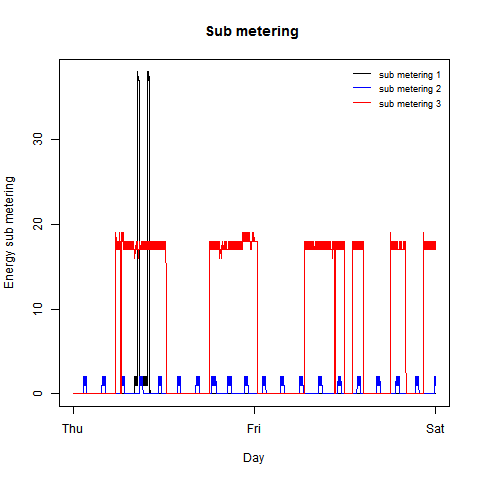 Sub metering
sub metering 1
sub metering 2
sub metering 3
Energy sub metering
30
20
10
0
Thu
Fri
Sat
Day